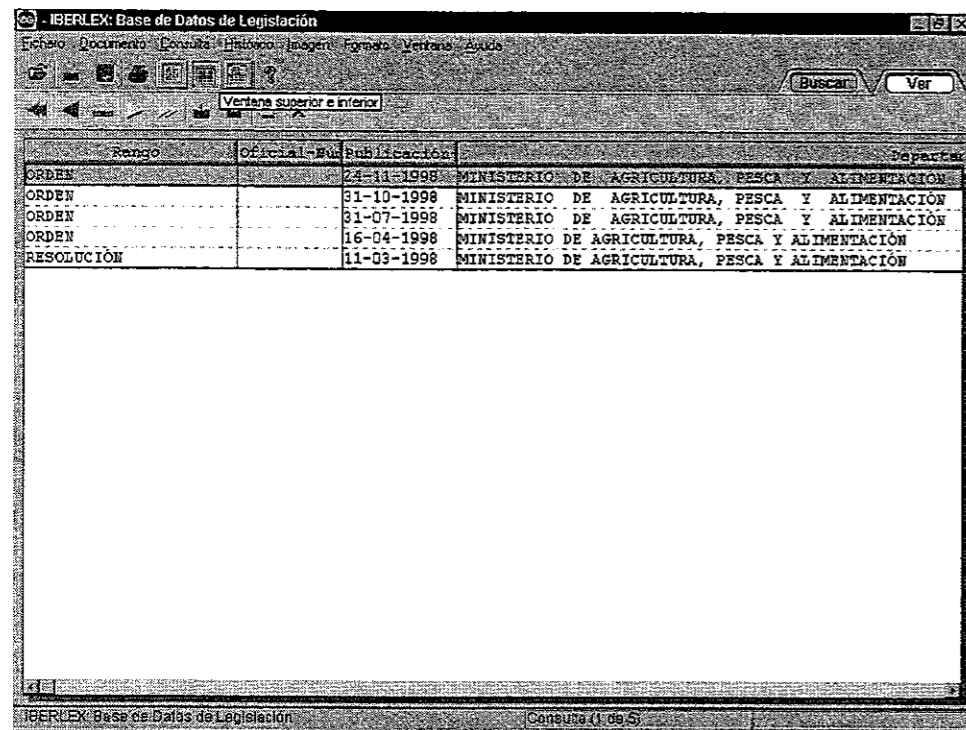 - IBERLEX: Base de Datos de Legislación
Fichero Documento Consulta Histórico Imagen Formato Ventana Ayuda
Buscar Ver
Ventana superior e inferior
Rango Oficial-Nú Publicación Departam
ORDEN 24-11-1998 MINISTERIO DE AGRICULTURA, PESCA Y ALIMENTACIÓN
ORDEN 31-10-1998 MINISTERIO DE AGRICULTURA, PESCA Y ALIMENTACIÓN
ORDEN 31-07-1998 MINISTERIO DE AGRICULTURA, PESCA Y ALIMENTACIÓN
ORDEN 16-04-1998 MINISTERIO DE AGRICULTURA, PESCA Y ALIMENTACIÓN
RESOLUCIÓN 11-03-1998 MINISTERIO DE AGRICULTURA, PESCA Y ALIMENTACIÓN
IBERLEX: Base de Datos de Legislación Consulta (1 de 5)